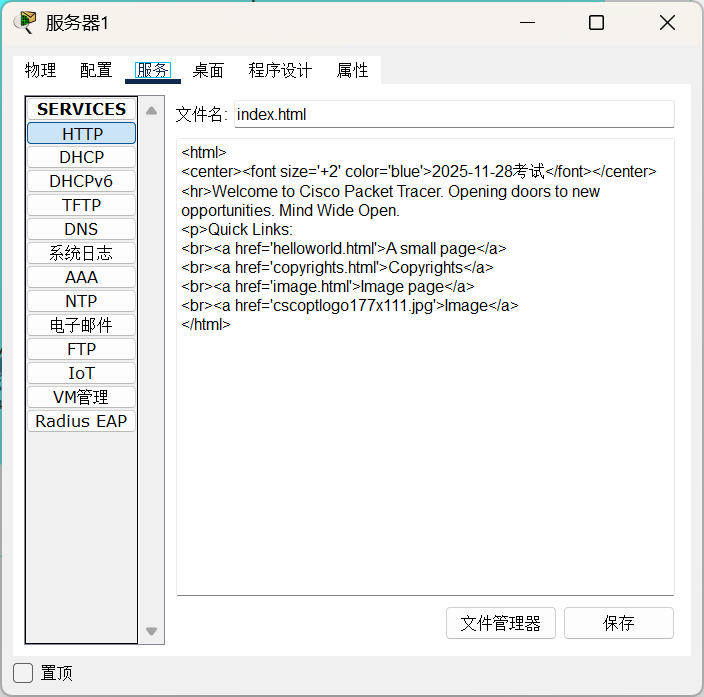 服务器1
物理 配置 服务 桌面 程序设计 属性
SERVICES
HTTP
DHCP
DHCPv6
TFTP
DNS
系统日志
AAA
NTP
电子邮件
FTP
IoT
VM管理
Radius EAP
文件名: index.html
<html>
<center><font size='+2' color='blue'>2025-11-28考试</font></center>
<hr>Welcome to Cisco Packet Tracer. Opening doors to new
opportunities. Mind Wide Open.
<p>Quick Links:
<br><a href='helloworld.html'>A small page</a>
<br><a href='copyrights.html'>Copyrights</a>
<br><a href='image.html'>Image page</a>
<br><a href='cscoptlogo177x111.jpg'>Image</a>
</html>
文件管理器 保存
置顶